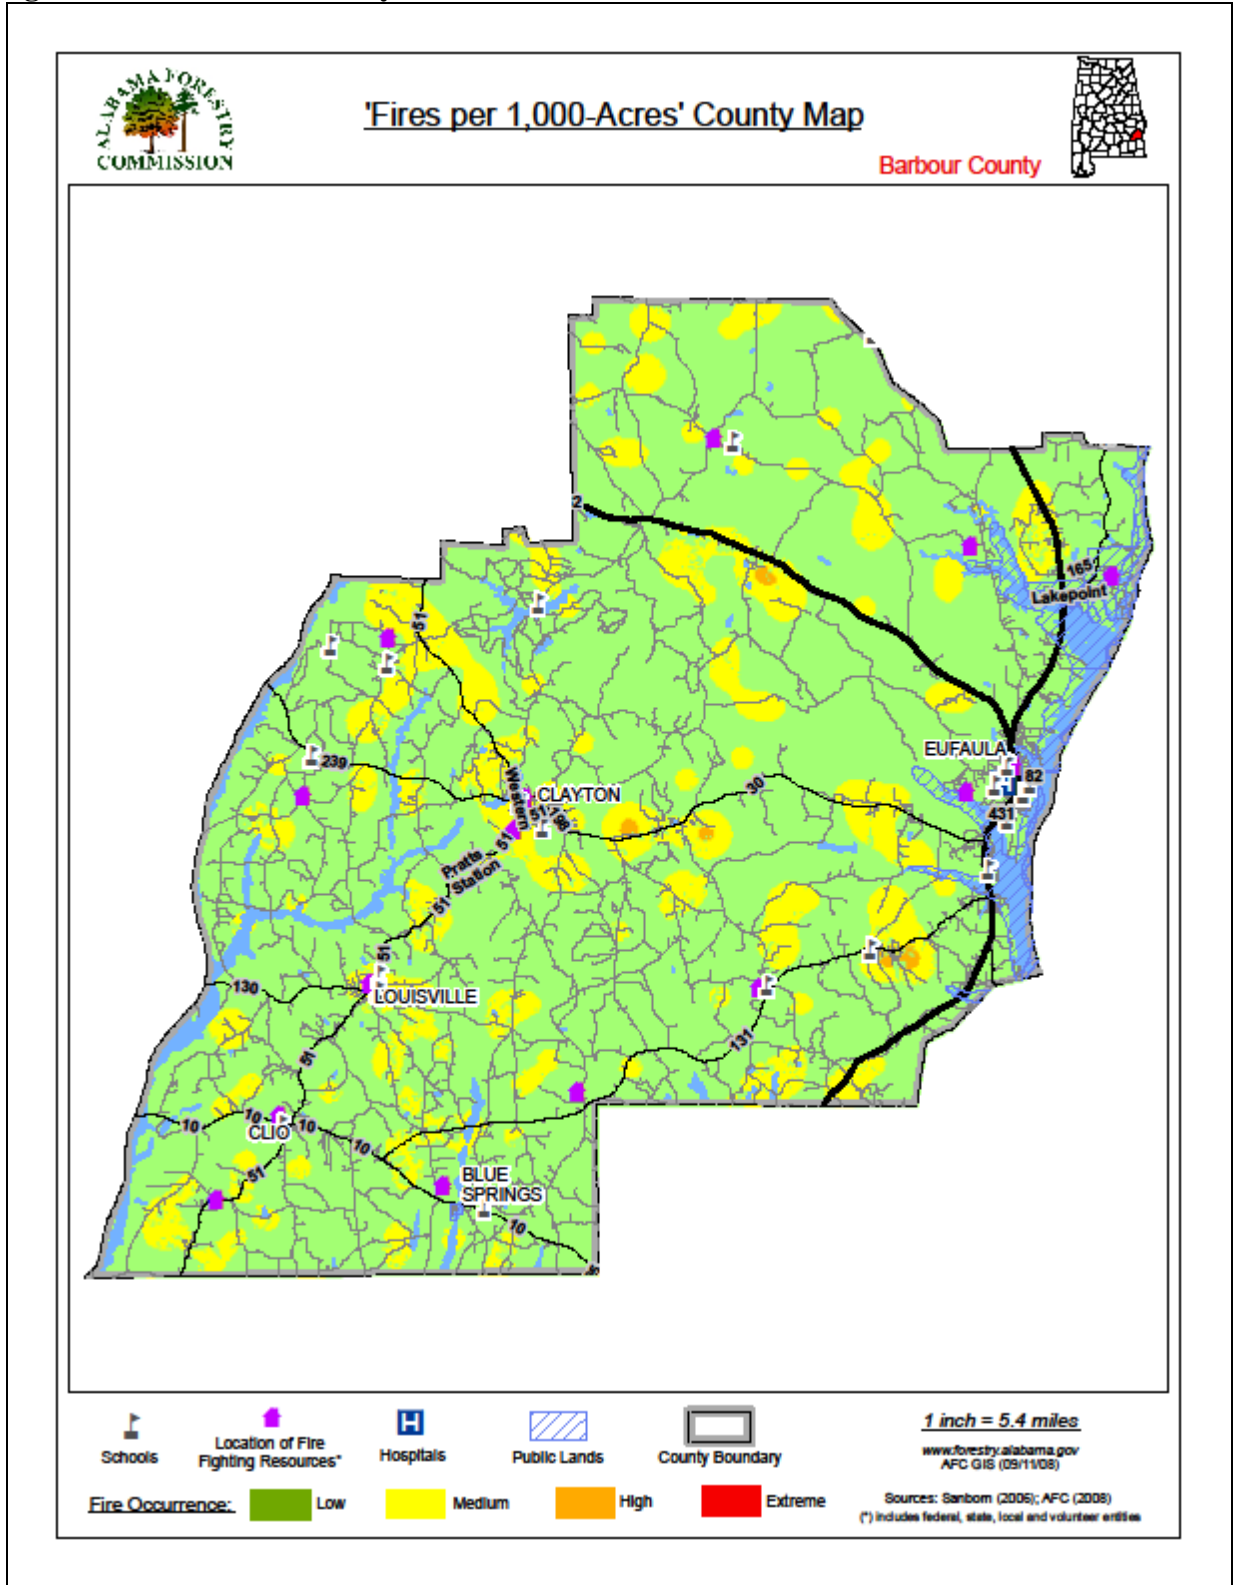 ALABAMA FORESTRY
COMMISSION
'Fires per 1,000-Acres' County Map
Barbour County
2
165
Lakepoint
51
EUFAULA
82
431
239
Western
CLAYTON
51
198
30
51
Pratts
Station
51
51
130
LOUISVILLE
131
51
10
10
CLIO
10
10
51
BLUE
SPRINGS
10
Schools
Location of Fire
Fighting Resources*
H
Hospitals
Public Lands
County Boundary
1 inch = 5.4 miles
www.forestry.alabama.gov
AFC GIS (09/11/08)
Fire Occurrence:
Low
Medium
High
Extreme
Sources: Sanborn (2006); AFC (2008)
(*) includes federal, state, local and volunteer entities